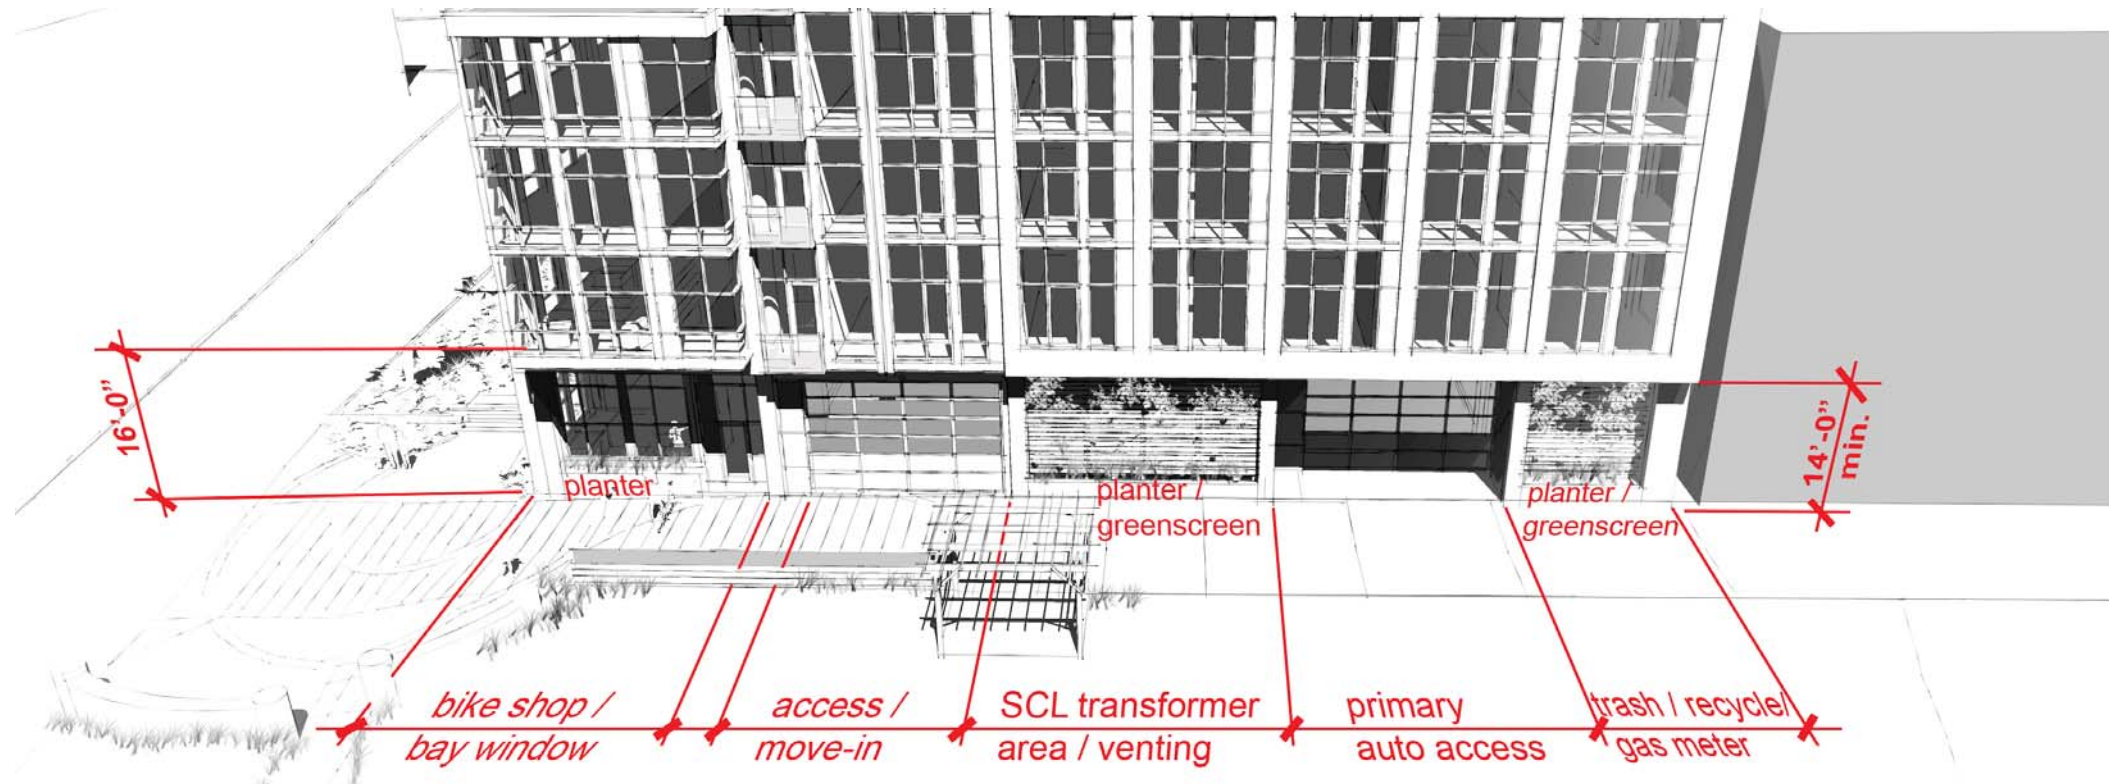 16'-0"
14'-0"
min.
planter
planter /
greenscreen
planter /
greenscreen
bike shop /
bay window
access /
move-in
SCL transformer
area / venting
primary
auto access
trash / recycle/
gas meter